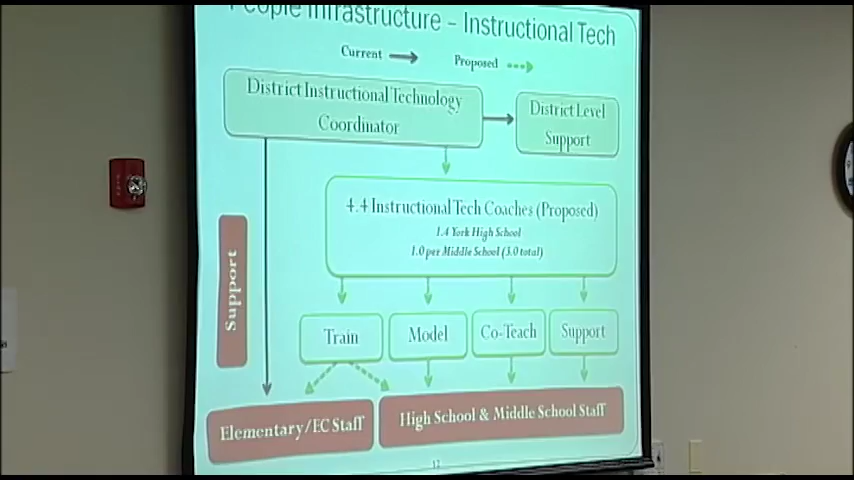 People Infrastructure – Instructional Tech
Current
Proposed
District Instructional Technology
Coordinator
District Level
Support
4.4 Instructional Tech Coaches (Proposed)
1.4 York High School
1.0 per Middle School (3.0 total)
Support
Train
Model
Co-Teach
Support
Elementary/EC Staff
High School & Middle School Staff